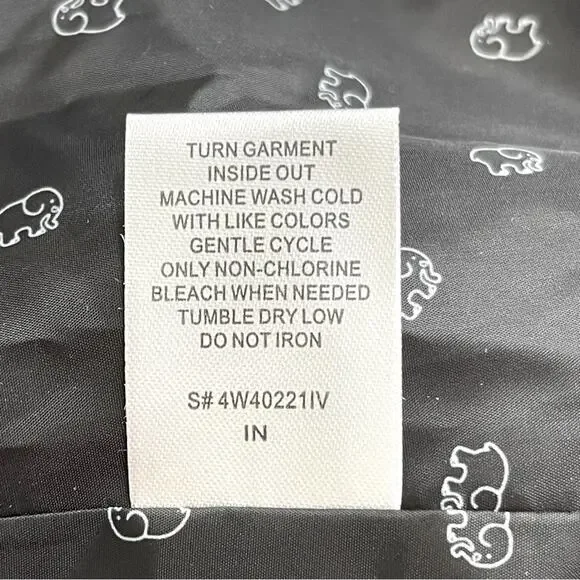 TURN GARMENT
INSIDE OUT
MACHINE WASH COLD
WITH LIKE COLORS
GENTLE CYCLE
ONLY NON-CHLORINE
BLEACH WHEN NEEDED
TUMBLE DRY LOW
DO NOT IRON
S# 4W40221IV
IN